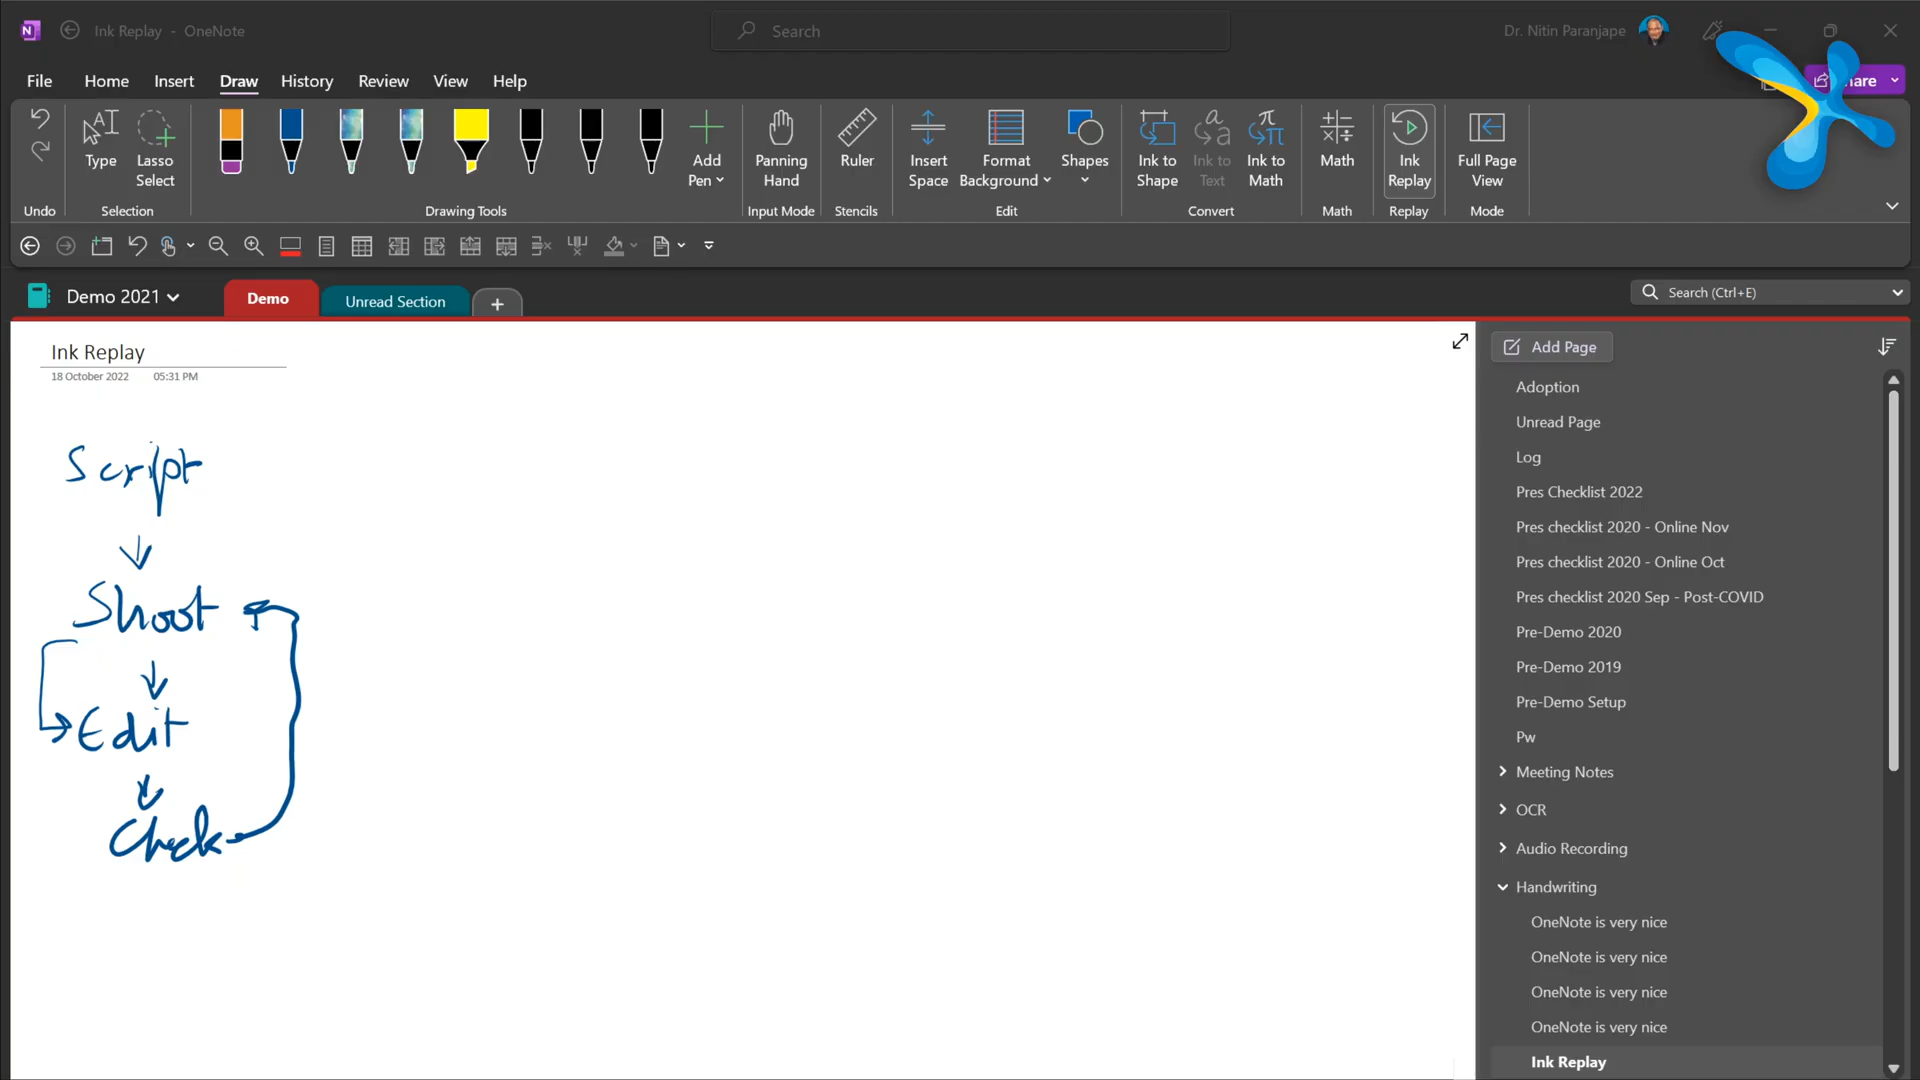 Ink Replay - OneNote
Search
Dr. Nitin Paranjape
File Home Insert Draw History Review View Help
Type
Lasso Select
Add Pen
Panning Hand
Ruler
Insert Space
Format Background
Shapes
Ink to Shape
Ink to Text
Ink to Math
Math
Ink Replay
Full Page View
Undo Selection Drawing Tools Input Mode Stencils Edit Convert Math Replay Mode
Demo 2021
Demo
Unread Section
Search (Ctrl+E)
Ink Replay
18 October 2022 05:31 PM
Script
Shoot
Edit
Check
Add Page
Adoption
Unread Page
Log
Pres Checklist 2022
Pres checklist 2020 - Online Nov
Pres checklist 2020 - Online Oct
Pres checklist 2020 Sep - Post-COVID
Pre-Demo 2020
Pre-Demo 2019
Pre-Demo Setup
Pw
Meeting Notes
OCR
Audio Recording
Handwriting
OneNote is very nice
OneNote is very nice
OneNote is very nice
OneNote is very nice
Ink Replay